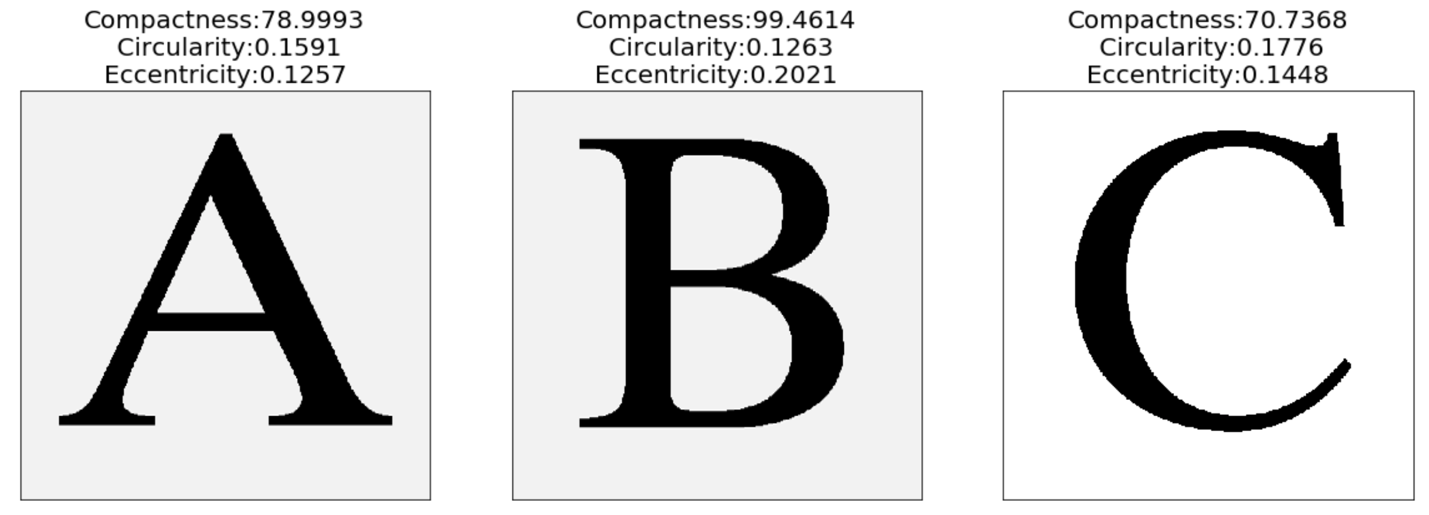 Compactness:78.9993
Circularity:0.1591
Eccentricity:0.1257
A
Compactness:99.4614
Circularity:0.1263
Eccentricity:0.2021
B
Compactness:70.7368
Circularity:0.1776
Eccentricity:0.1448
C